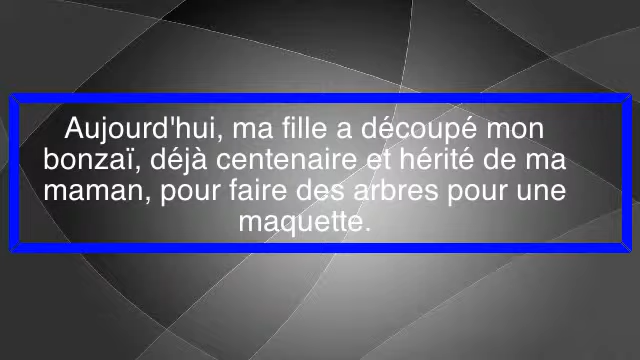 Aujourd'hui, ma fille a découpé mon
bonzaï, déjà centenaire et hérité de ma
maman, pour faire des arbres pour une
maquette.